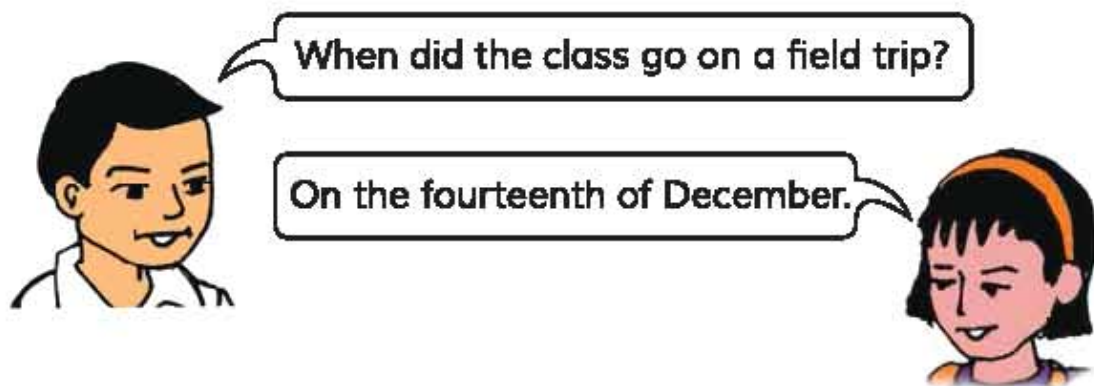 When did the class go on a field trip?
On the fourteenth of December.